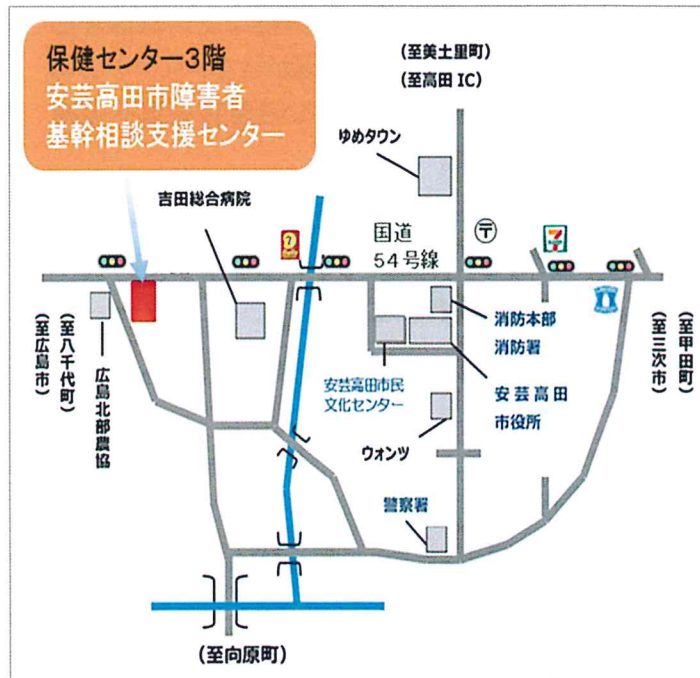 保健センター3階
安芸高田市障害者
基幹相談支援センター
（至美土里町）
（至高田 IC）
ゆめタウン
吉田総合病院
国道
54号線
〒
7
消防本部
消防署
安芸高田市民
文化センター
安芸高田
市役所
ウォンツ
警察署
広島北部農協
（至八千代町）
（至広島市）
（至甲田町）
（至三次市）
（至向原町）